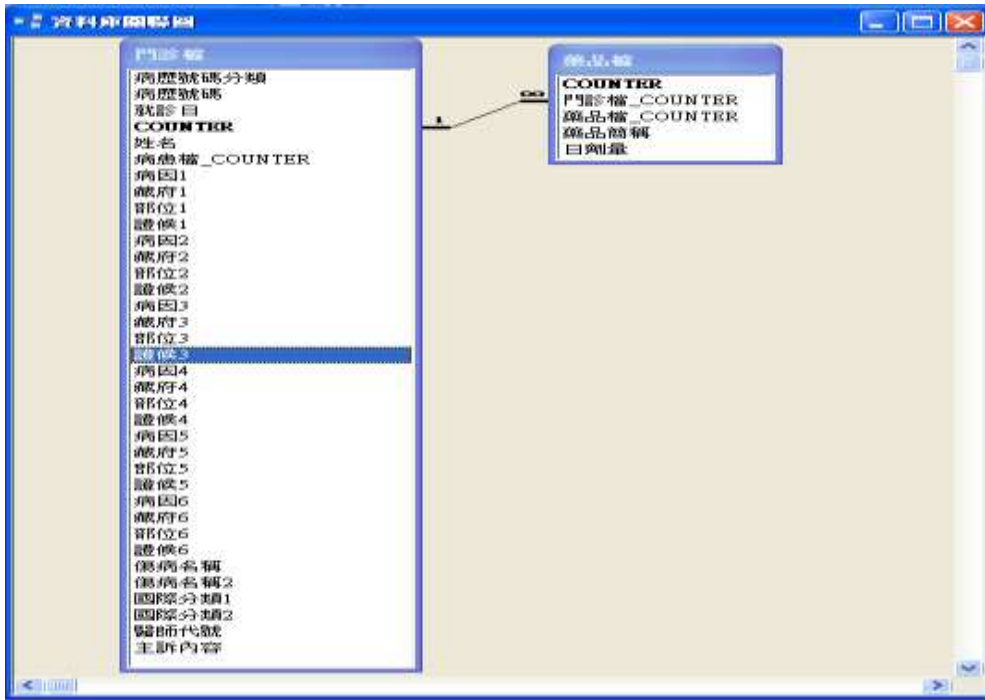 資料庫關聯圖
門診檔
病歷號碼分類
病歷號碼
就診日
COUNTER
姓名
病患檔_COUNTER
病因1
臟府1
部位1
證候1
病因2
臟府2
部位2
證候2
病因3
臟府3
部位3
證候3
病因4
臟府4
部位4
證候4
病因5
臟府5
部位5
證候5
病因6
臟府6
部位6
證候6
傷病名稱
傷病名稱2
國際分類1
國際分類2
醫師代號
主訴內容
1
∞
藥品檔
COUNTER
門診檔_COUNTER
藥品檔_COUNTER
藥品簡稱
日劑量